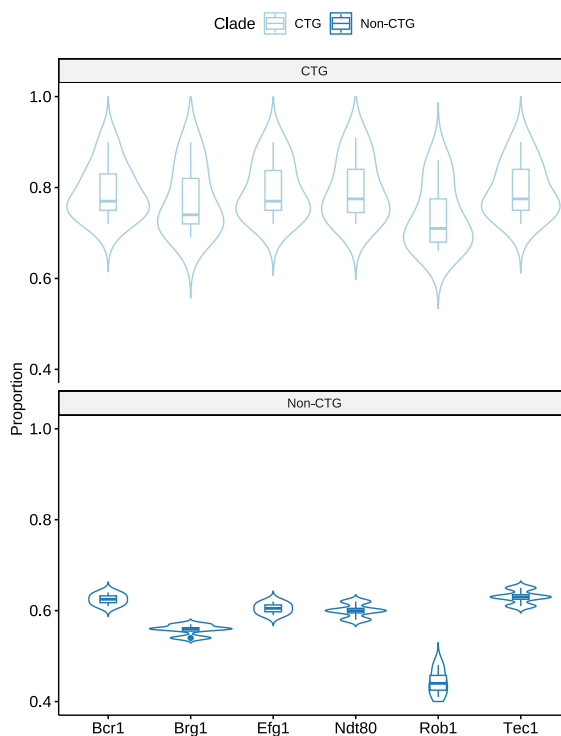 Clade CTG Non-CTG
CTG
1.0
0.8
0.6
0.4
Proportion
Non-CTG
1.0
0.8
0.6
0.4
Bcr1 Brg1 Efg1 Ndt80 Rob1 Tec1